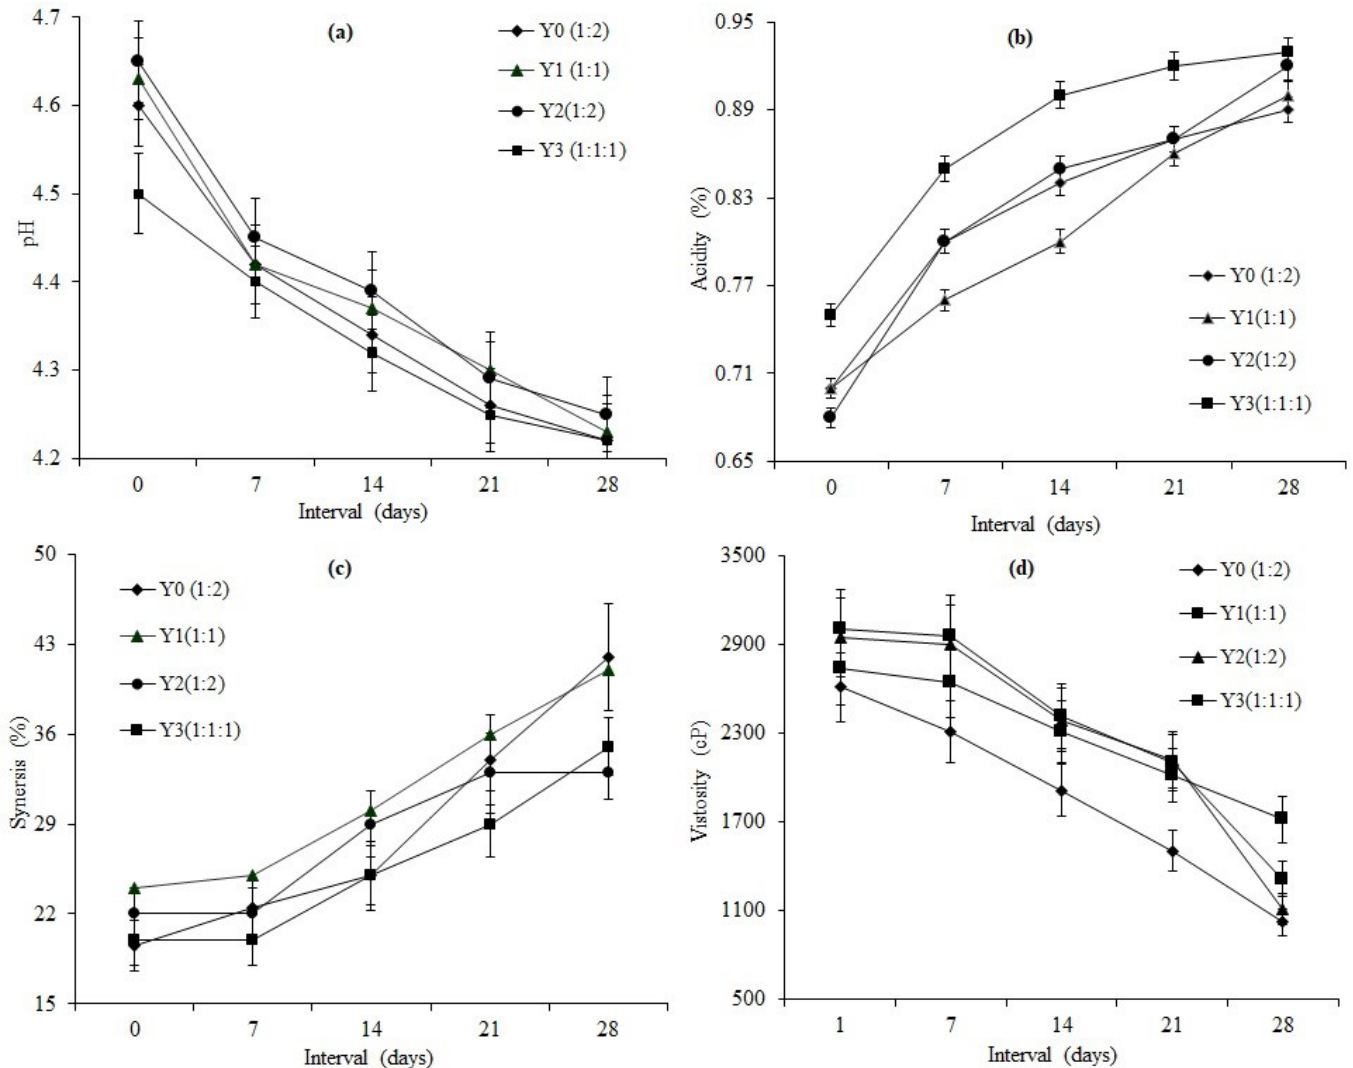 (a)
pH
4.7
4.6
4.5
4.4
4.3
4.2
Y0 (1:2)
Y1 (1:1)
Y2(1:2)
Y3 (1:1:1)
0 7 14 21 28
Interval (days)
(b)
Acidity (%)
0.95
0.89
0.83
0.77
0.71
0.65
Y0 (1:2)
Y1(1:1)
Y2(1:2)
Y3(1:1:1)
0 7 14 21 28
Interval (days)
(c)
Synersis (%)
50
43
36
29
22
15
Y0 (1:2)
Y1(1:1)
Y2(1:2)
Y3(1:1:1)
0 7 14 21 28
Interval (days)
(d)
Vistosity (cP)
3500
2900
2300
1700
1100
500
Y0 (1:2)
Y1(1:1)
Y2(1:2)
Y3(1:1:1)
1 7 14 21 28
Interval (days)